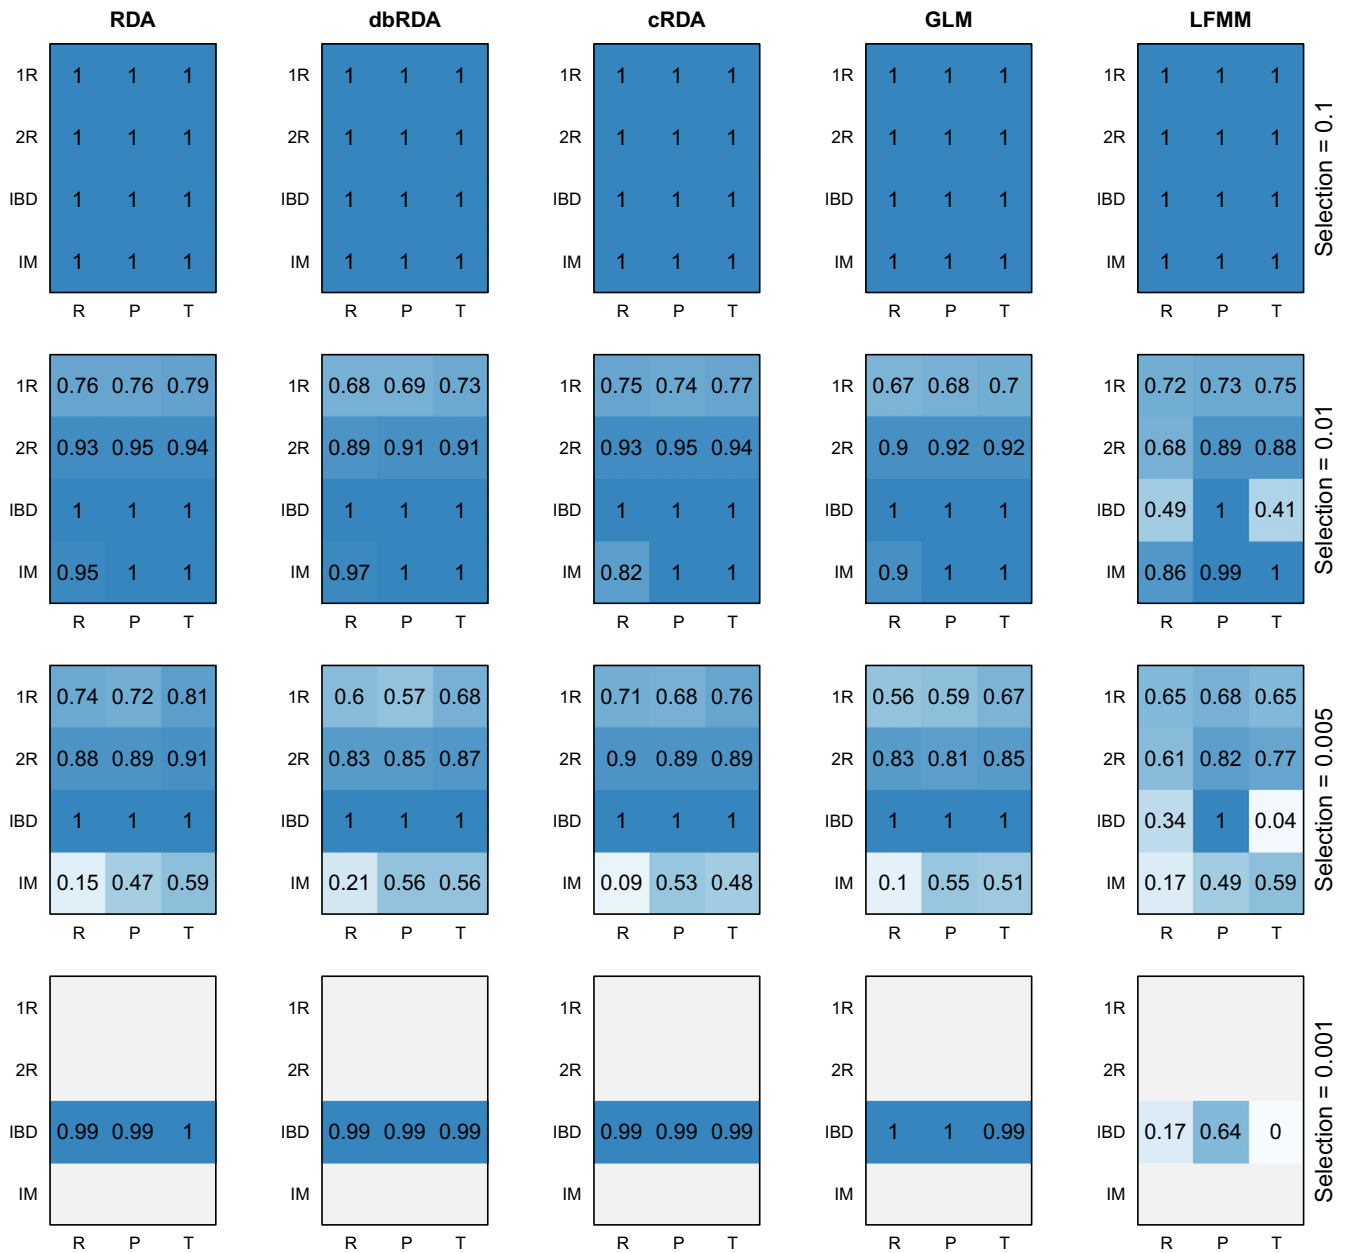 RDA dbRDA cRDA GLM LFMM
1R 1 1 1 1R 1 1 1 1R 1 1 1 1R 1 1 1 1R 1 1 1
2R 1 1 1 2R 1 1 1 2R 1 1 1 2R 1 1 1 2R 1 1 1
IBD 1 1 1 IBD 1 1 1 IBD 1 1 1 IBD 1 1 1 IBD 1 1 1
IM 1 1 1 IM 1 1 1 IM 1 1 1 IM 1 1 1 IM 1 1 1
R P T R P T R P T R P T R P T
Selection = 0.1
1R 0.76 0.76 0.79 1R 0.68 0.69 0.73 1R 0.75 0.74 0.77 1R 0.67 0.68 0.7 1R 0.72 0.73 0.75
2R 0.93 0.95 0.94 2R 0.89 0.91 0.91 2R 0.93 0.95 0.94 2R 0.9 0.92 0.92 2R 0.68 0.89 0.88
IBD 1 1 1 IBD 1 1 1 IBD 1 1 1 IBD 1 1 1 IBD 0.49 1 0.41
IM 0.95 1 1 IM 0.97 1 1 IM 0.82 1 1 IM 0.9 1 1 IM 0.86 0.99 1
R P T R P T R P T R P T R P T
Selection = 0.01
1R 0.74 0.72 0.81 1R 0.6 0.57 0.68 1R 0.71 0.68 0.76 1R 0.56 0.59 0.67 1R 0.65 0.68 0.65
2R 0.88 0.89 0.91 2R 0.83 0.85 0.87 2R 0.9 0.89 0.89 2R 0.83 0.81 0.85 2R 0.61 0.82 0.77
IBD 1 1 1 IBD 1 1 1 IBD 1 1 1 IBD 1 1 1 IBD 0.34 1 0.04
IM 0.15 0.47 0.59 IM 0.21 0.56 0.56 IM 0.09 0.53 0.48 IM 0.1 0.55 0.51 IM 0.17 0.49 0.59
R P T R P T R P T R P T R P T
Selection = 0.005
1R 1R 1R 1R 1R
2R 2R 2R 2R 2R
IBD 0.99 0.99 1 IBD 0.99 0.99 0.99 IBD 0.99 0.99 0.99 IBD 1 1 0.99 IBD 0.17 0.64 0
IM IM IM IM IM
R P T R P T R P T R P T R P T
Selection = 0.001